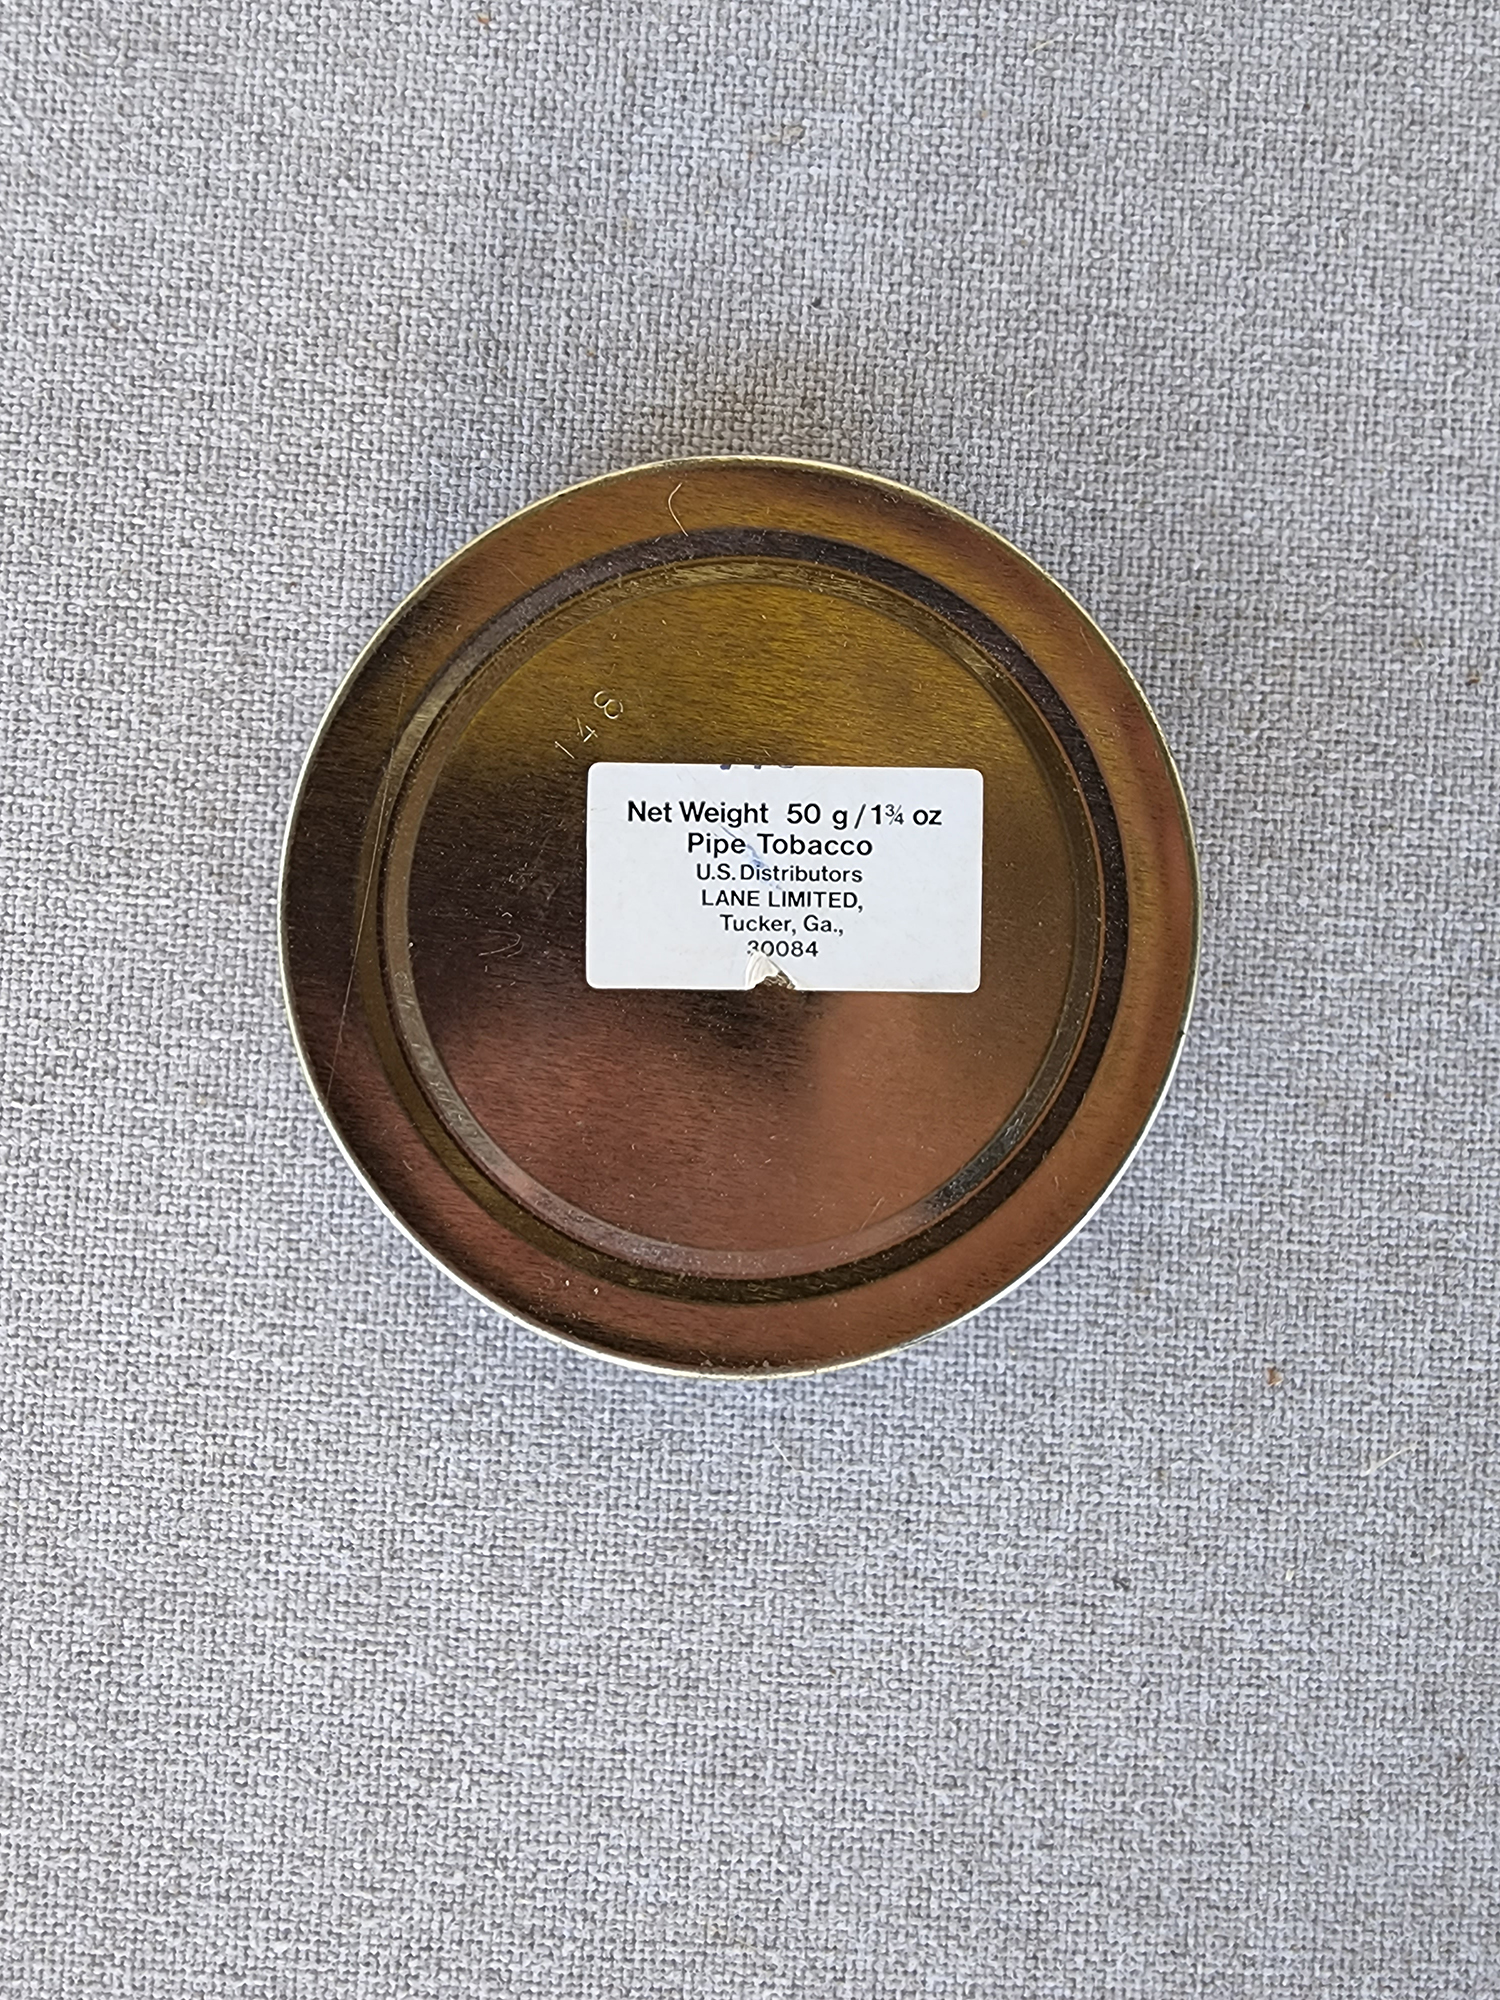 148
Net Weight 50 g/1¾ oz
Pipe Tobacco
U.S. Distributors
LANE LIMITED,
Tucker, Ga.,
30084